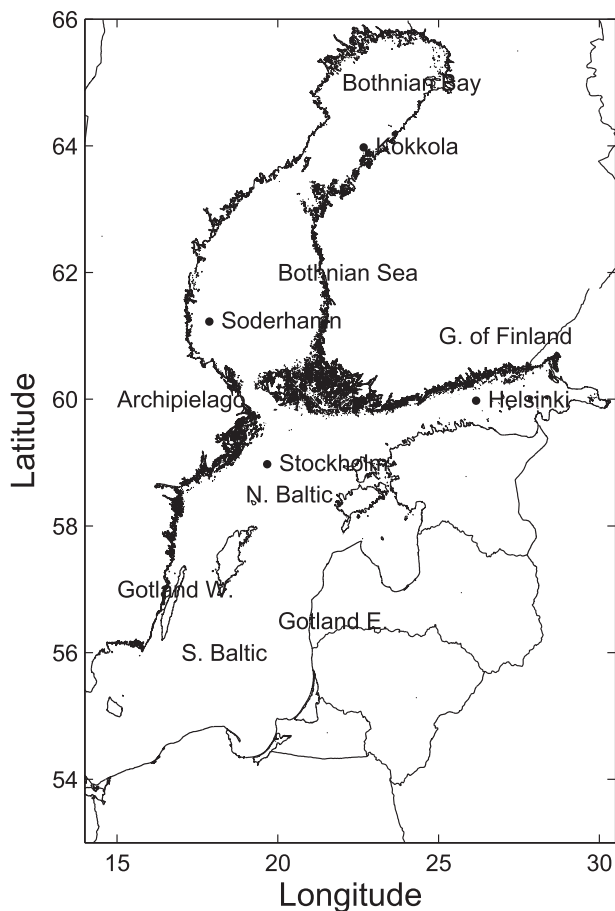 66
Bothnian Bay
64
Kokkola
62
Bothnian Sea
Soderhamn
G. of Finland
60
Archipielago
Helsinki
Stockholm
N. Baltic
58
Gotland W.
Gotland E.
56
S. Baltic
54
15 20 25 30
Longitude
Latitude